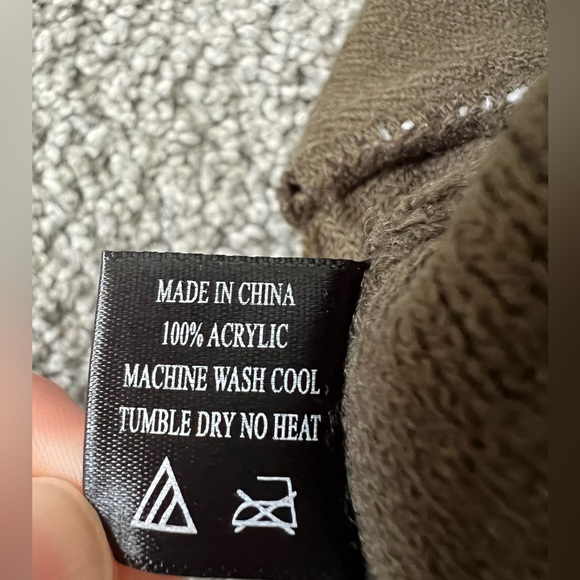 MADE IN CHINA
100% ACRYLIC
MACHINE WASH COOL
TUMBLE DRY NO HEAT